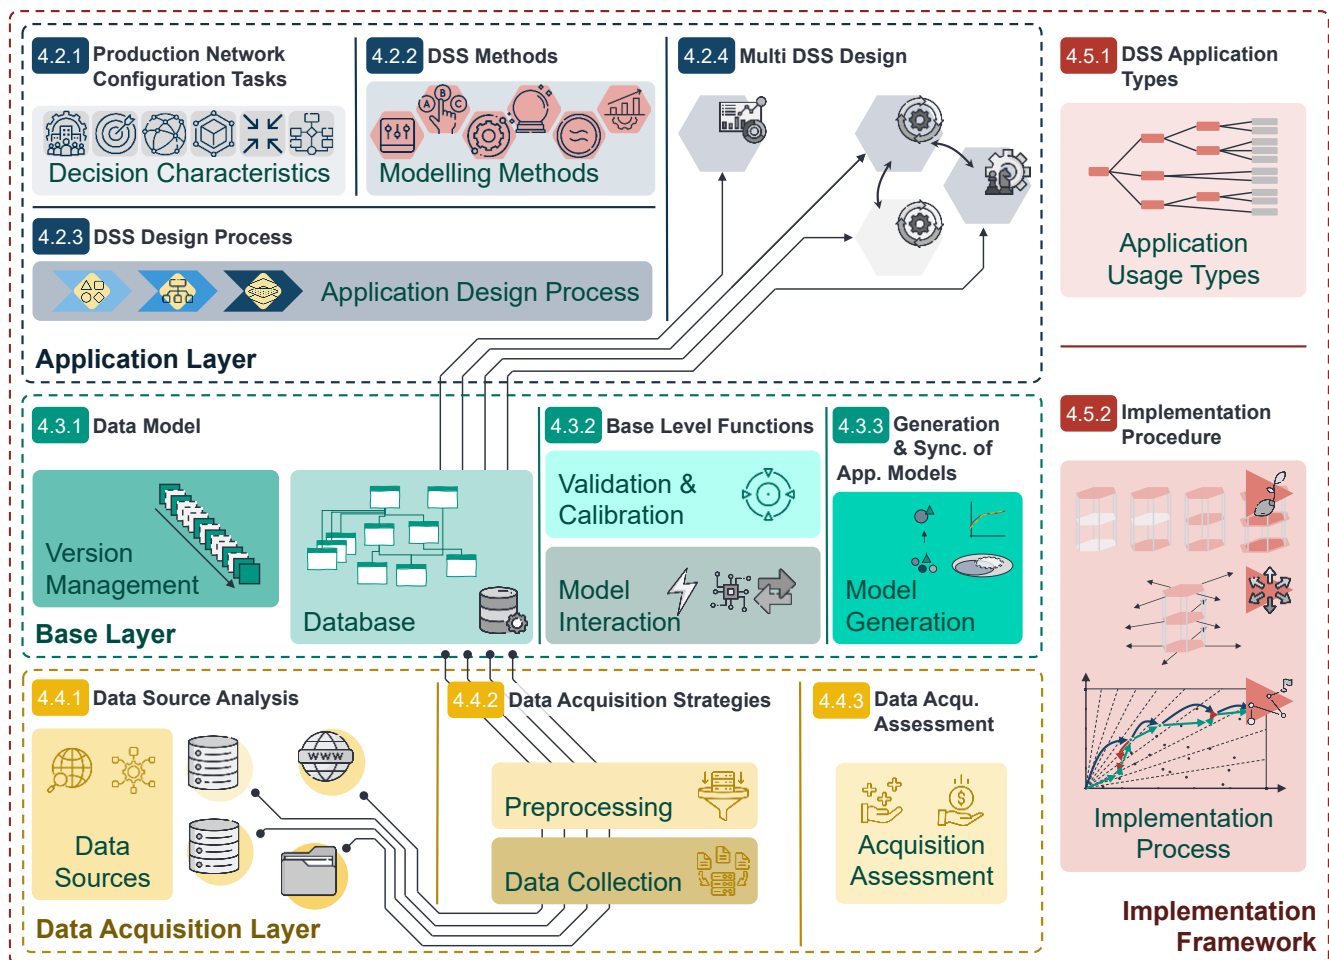 4.2.1 Production Network
Configuration Tasks
Decision Characteristics
4.2.2 DSS Methods
A B C
Modelling Methods
4.2.3 DSS Design Process
Application Design Process
4.2.4 Multi DSS Design
Application Layer
4.3.1 Data Model
Version
Management
Database
4.3.2 Base Level Functions
Validation &
Calibration
Model
Interaction
4.3.3 Generation
& Sync. of
App. Models
Model
Generation
Base Layer
4.4.1 Data Source Analysis
Data
Sources
www
4.4.2 Data Acquisition Strategies
Preprocessing
Data Collection
4.4.3 Data Acqu.
Assessment
$
Acquisition
Assessment
Data Acquisition Layer
4.5.1 DSS Application
Types
Application
Usage Types
4.5.2 Implementation
Procedure
Implementation
Process
Implementation
Framework